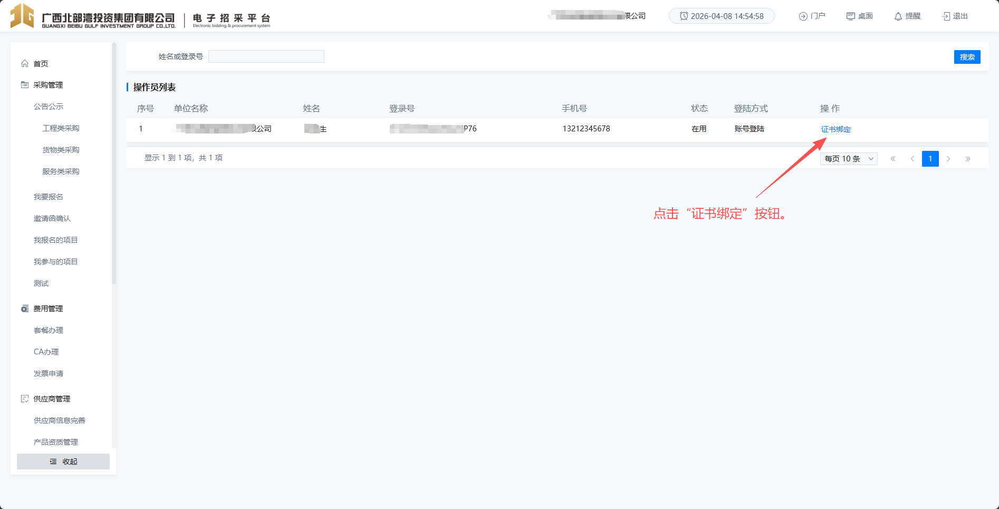 广西北部湾投资集团有限公司
GUANGXI BEIBU GULF INVESTMENT GROUP CO.,LTD.
电子招采平台
Electronic bidding & procurement system
限公司
2026-04-08 14:54:58
门户
桌面
提醒
退出
首页
采购管理
公告公示
工程类采购
货物类采购
服务类采购
我要报名
邀请函确认
我报名的项目
我参与的项目
测试
费用管理
套餐办理
CA办理
发票申请
供应商管理
供应商信息完善
产品资质管理
收起
姓名或登录号
搜索
操作员列表
序号 单位名称 姓名 登录号 手机号 状态 登陆方式 操 作
1 限公司 生 P76 13212345678 在用 账号登陆 证书绑定
显示 1 到 1 项，共 1 项
每页 10 条
1
点击“证书绑定”按钮。